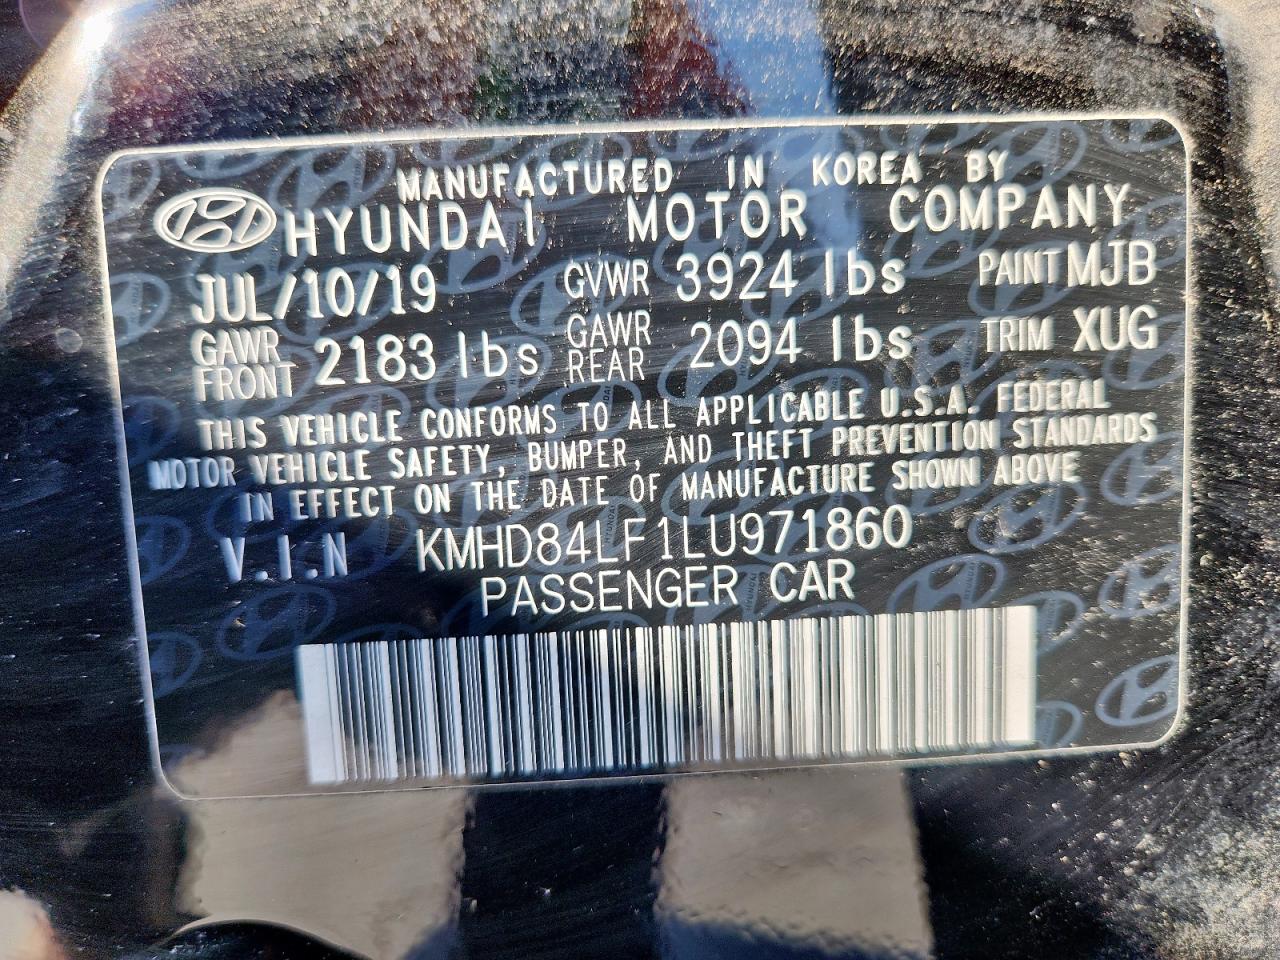 MANUFACTURED IN KOREA BY
HYUNDAI MOTOR COMPANY
JUL/10/19 GVWR 3924 lbs PAINT MJB
GAWR FRONT 2183 lbs GAWR REAR 2094 lbs TRIM XUG
THIS VEHICLE CONFORMS TO ALL APPLICABLE U.S.A. FEDERAL
MOTOR VEHICLE SAFETY, BUMPER, AND THEFT PREVENTION STANDARDS
IN EFFECT ON THE DATE OF MANUFACTURE SHOWN ABOVE
V.I.N KMHD84LF1LU971860
PASSENGER CAR